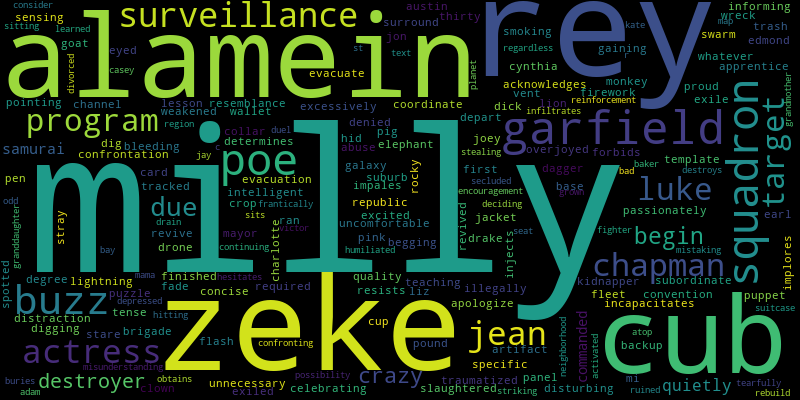 consider
sitting
learned
sensing
goat
eyed
divorced
casey
surveillance
austin
thirty
surround
jon
st
text
evacuate
planet
alamein
rey
informing
wreck
kate
map
smoking
regardless
gaining
swarm
trash
edmond
whatever
apprentice
cynthia
acknowledges
monkey
vent
firework
reinforcement
proud
exile
grandmother
pointing
channel
lesson
resemblance
weakened
wallet
excessively
coordinate
dick
lion
infiltrates
program
region
denied
depart
garfield
duel
collar
determines
hid
pig
abuse
elephant
joey
stealing
overjoyed
forbids
squadron
target
samurai
confrontation
dig
bleeding
c
jay
poe
galaxy
suburb
rocky
first
secluded
dagger
baker
template
bad
destroys
pen
card
tracked
intelligent
evacuation
impales
encouragement
base
grown
luke
odd
granddaughter
stray
due
crop
sits
republic
excited
revived
deciding
jacket
passionately
earl
milly
drain
revive
frantically
ran
victor
uncomfortable
drake
seat
fighter
begin
bay
drone
mayor
continuing
charlotte
pink
begging
humiliated
injects
mistaking
implores
spotted
mama
degree
lightning
finished
hesitates
quality
teaching
illegally
kidnapper
chapman
subordinate
buzz
puzzle
fade
concise
required
resists
liz
apologize
fleet
convention
puppet
incapacitates
suitcase
distraction
depressed
tense
hitting
zeke
cup
digging
stare
brigade
flash
confronting
pound
jean
artifact
neighborhood
commanded
activated
atop
backup
cub
actress
misunderstanding
possibility
specific
crazy
traumatized
panel
disturbing
mi
quietly
tearfully
buries
adam
destroyer
clown
obtains
unnecessary
exiled
celebrating
slaughtered
striking
ruined
rebuild